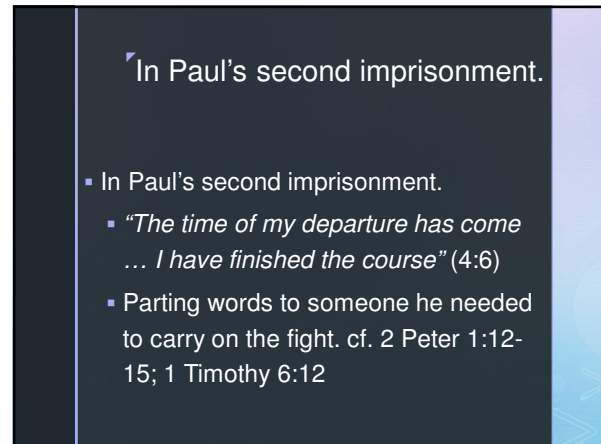 In Paul’s second imprisonment.
▪ In Paul’s second imprisonment.
▪ “The time of my departure has come
… I have finished the course” (4:6)
▪ Parting words to someone he needed
to carry on the fight. cf. 2 Peter 1:12-
15; 1 Timothy 6:12